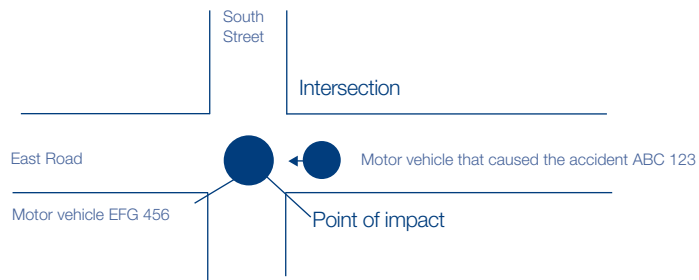 South
Street
Intersection
East Road
Motor vehicle that caused the accident ABC 123
Motor vehicle EFG 456
Point of impact